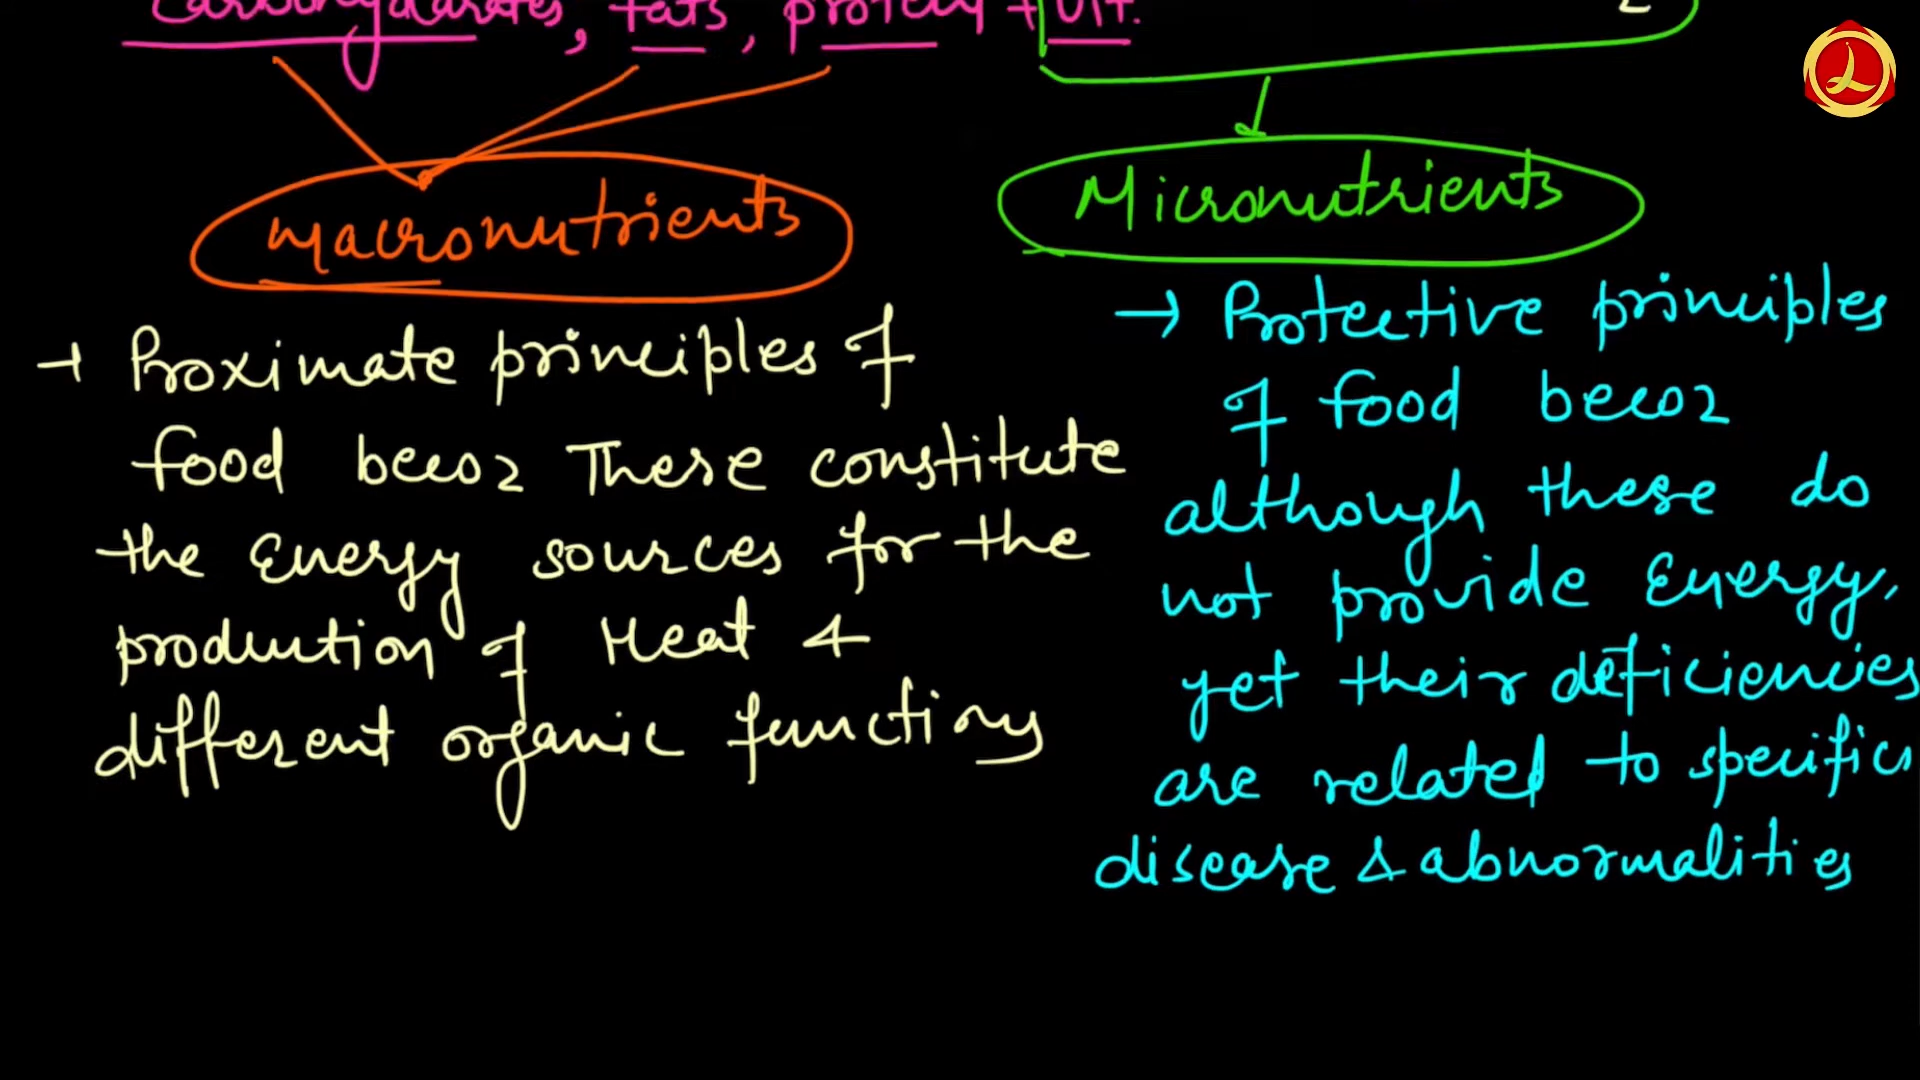 Carbohydrates, fats, protein + Vit.
2
macronutrients
Micronutrients
→ Proximate principles of
food becoz These constitute
the Energy sources for the
production of Heat &
different organic functions
→ Protective principles
of food becoz
although these do
not provide Energy,
yet their deficiencies
are related to specific
disease & abnormalities